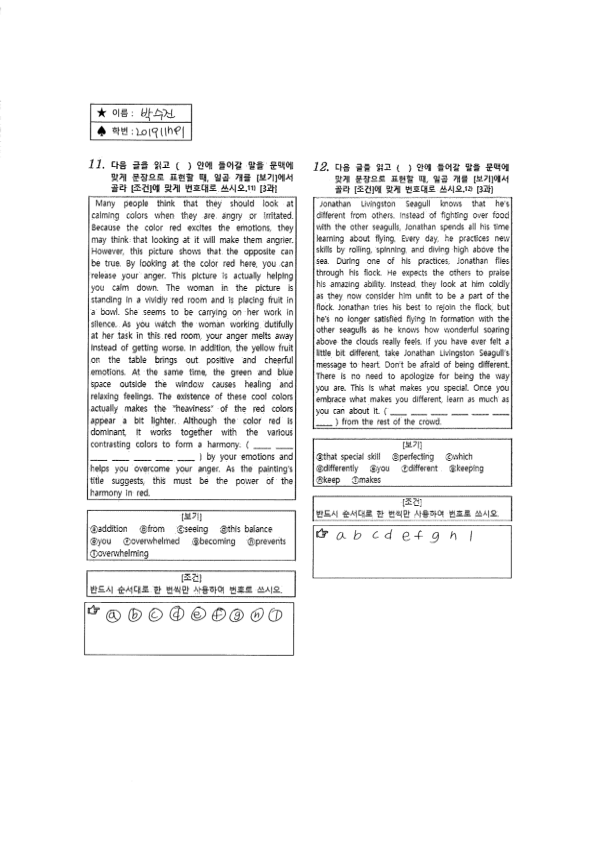 ★ 이름 : 박수진
♠ 학번 :
11. 다음 글을 읽고 ( ) 안에 들어갈 말을 문맥에
맞게 문장으로 표현할 때, 일곱 개를 [보기]에서
골라 [조건]에 맞게 번호대로 쓰시오.11) [3과]
Many people think that they should look at
calming colors when they are angry or irritated.
Because the color red excites the emotions, they
may think that looking at it will make them angrier.
However, this picture shows that the opposite can
be true. By looking at the color red here, you can
release your anger. This picture is actually helping
you calm down. The woman in the picture is
standing in a vividly red room and is placing fruit in
a bowl. She seems to be carrying on her work in
silence. As you watch the woman working dutifully
at her task in this red room, your anger melts away
instead of getting worse. In addition, the yellow fruit
on the table brings out positive and cheerful
emotions. At the same time, the green and blue
space outside the window causes healing and
relaxing feelings. The existence of these cool colors
actually makes the "heaviness" of the red colors
appear a bit lighter. Although the color red is
dominant, it works together with the various
contrasting colors to form a harmony. ( ____ ____
____ ____ ____ ____ ____ ) by your emotions and
helps you overcome your anger. As the painting's
title suggests, this must be the power of the
harmony in red.
[보기]
ⓐaddition ⓑfrom ⓒseeing ⓓthis balance
ⓔyou ⓕoverwhelmed ⓖbecoming ⓗprevents
ⓘoverwhelming
[조건]
반드시 순서대로 한 번씩만 사용하여 번호로 쓰시오.
☞ ⓐ ⓑ ⓒ ⓓ ⓔ ⓕ ⓖ ⓗ ⓘ
12. 다음 글을 읽고 ( ) 안에 들어갈 말을 문맥에
맞게 문장으로 표현할 때, 일곱 개를 [보기]에서
골라 [조건]에 맞게 번호대로 쓰시오.12) [3과]
Jonathan Livingston Seagull knows that he's
different from others. Instead of fighting over food
with the other seagulls, Jonathan spends all his time
learning about flying. Every day, he practices new
skills by rolling, spinning, and diving high above the
sea. During one of his practices, Jonathan flies
through his flock. He expects the others to praise
his amazing ability. Instead, they look at him coldly
as they now consider him unfit to be a part of the
flock. Jonathan tries his best to rejoin the flock, but
he's no longer satisfied flying in formation with the
other seagulls as he knows how wonderful soaring
above the clouds really feels. If you have ever felt a
little bit different, take Jonathan Livingston Seagull's
message to heart. Don't be afraid of being different.
There is no need to apologize for being the way
you are. This is what makes you special. Once you
embrace what makes you different, learn as much as
you can about it. ( ____ ____ ____ ____ ____ ____
____ ) from the rest of the crowd.
[보기]
ⓐthat special skill ⓑperfecting ⓒwhich
ⓓdifferently ⓔyou ⓕdifferent ⓖkeeping
ⓗkeep ⓘmakes
[조건]
반드시 순서대로 한 번씩만 사용하여 번호로 쓰시오.
☞ a b c d e f g h i